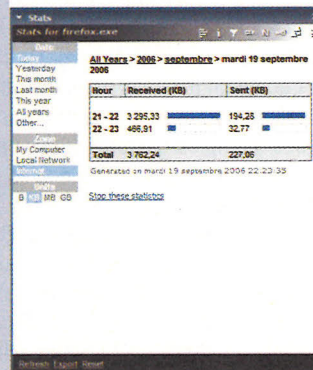 Stats
Stats for firefox.exe
Date
Today
Yesterday
This month
Last month
This year
All years
Other...
Zone
My Computer
Local Network
Internet
Units
B KB MB GB
All Years > 2006 > septembre > mardi 19 septembre
2006
Hour Received (KB) Sent (KB)
21 - 22 3 295,33 194,28
22 - 23 466,91 32,77
Total 3 762,24 227,06
Generated on mardi 19 septembre 2006 22:23:35
Stop these statistics
Refresh Export Reset